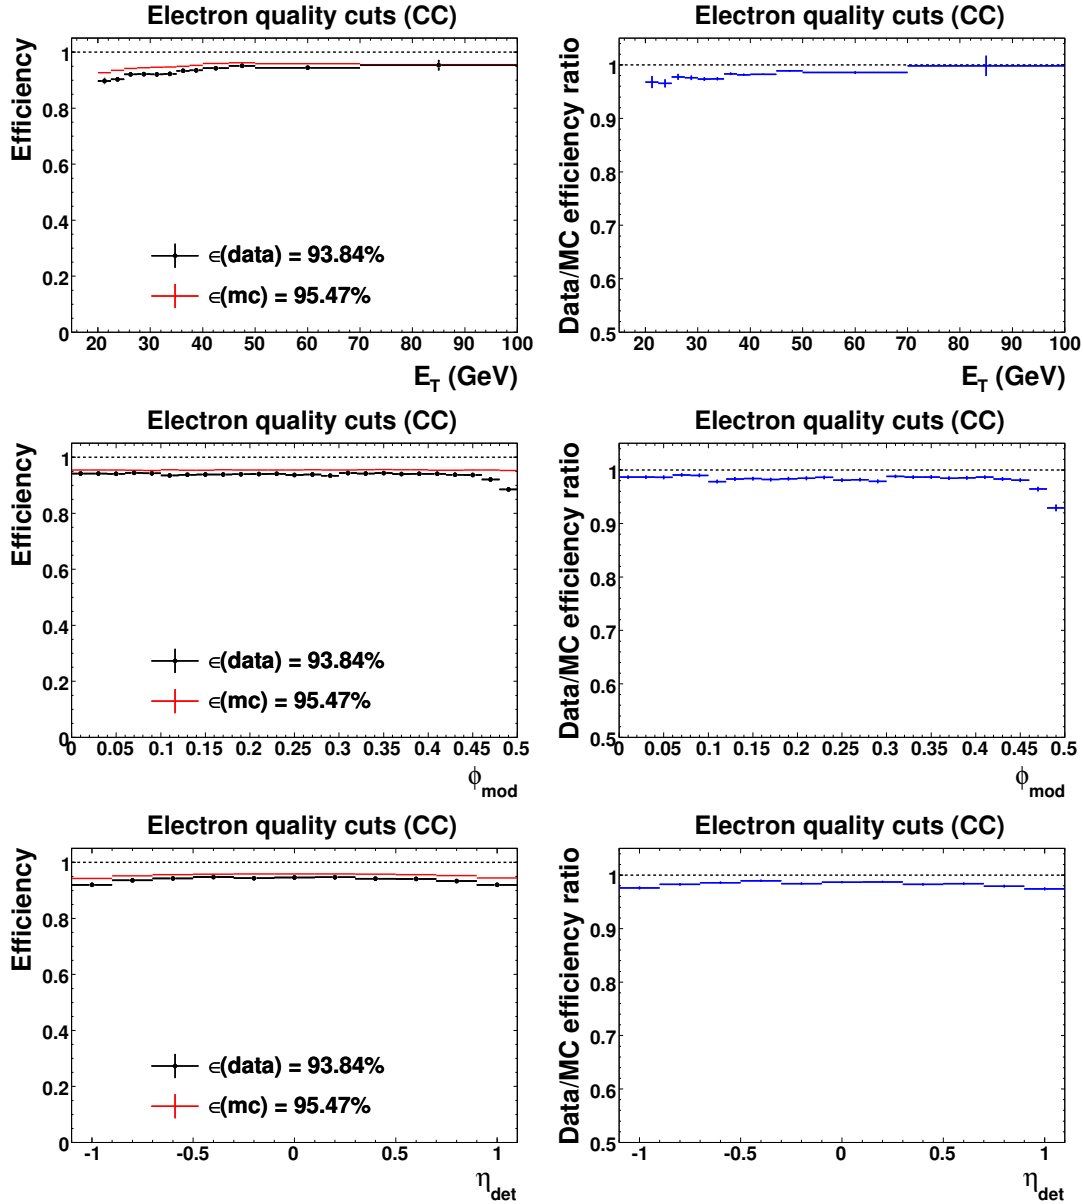 Electron quality cuts (CC)
Efficiency
1
0.8
0.6
0.4
0.2
0
∈(data) = 93.84%
∈(mc) = 95.47%
20 30 40 50 60 70 80 90 100
E_T (GeV)
Electron quality cuts (CC)
Data/MC efficiency ratio
1
0.9
0.8
0.7
0.6
0.5
20 30 40 50 60 70 80 90 100
E_T (GeV)
Electron quality cuts (CC)
Efficiency
1
0.8
0.6
0.4
0.2
0
∈(data) = 93.84%
∈(mc) = 95.47%
0 0.05 0.1 0.15 0.2 0.25 0.3 0.35 0.4 0.45 0.5
ϕ_mod
Electron quality cuts (CC)
Data/MC efficiency ratio
1
0.9
0.8
0.7
0.6
0.5
0 0.05 0.1 0.15 0.2 0.25 0.3 0.35 0.4 0.45 0.5
ϕ_mod
Electron quality cuts (CC)
Efficiency
1
0.8
0.6
0.4
0.2
0
∈(data) = 93.84%
∈(mc) = 95.47%
-1 -0.5 0 0.5 1
η_det
Electron quality cuts (CC)
Data/MC efficiency ratio
1
0.9
0.8
0.7
0.6
0.5
-1 -0.5 0 0.5 1
η_det